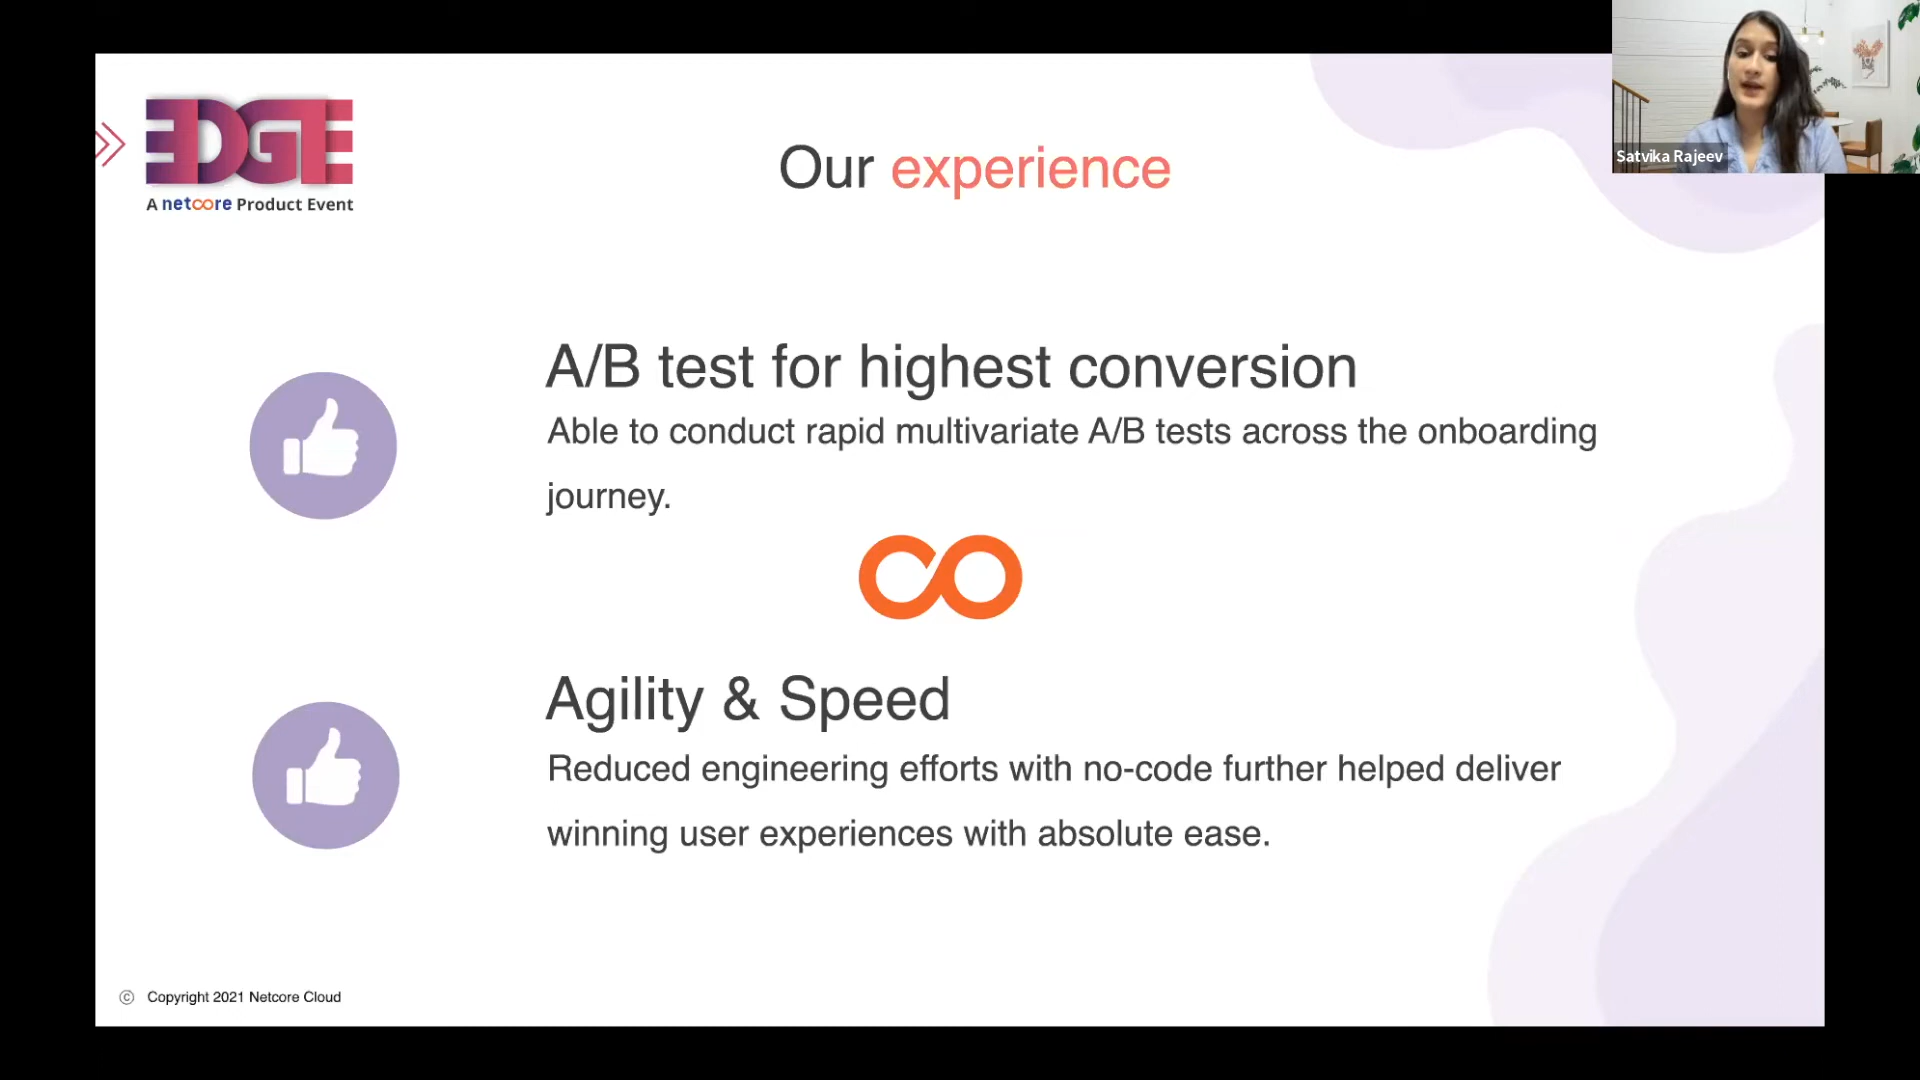 EDGE
A netcore Product Event
Satvika Rajeev
Our experience
A/B test for highest conversion
Able to conduct rapid multivariate A/B tests across the onboarding
journey.
Agility & Speed
Reduced engineering efforts with no-code further helped deliver
winning user experiences with absolute ease.
© Copyright 2021 Netcore Cloud